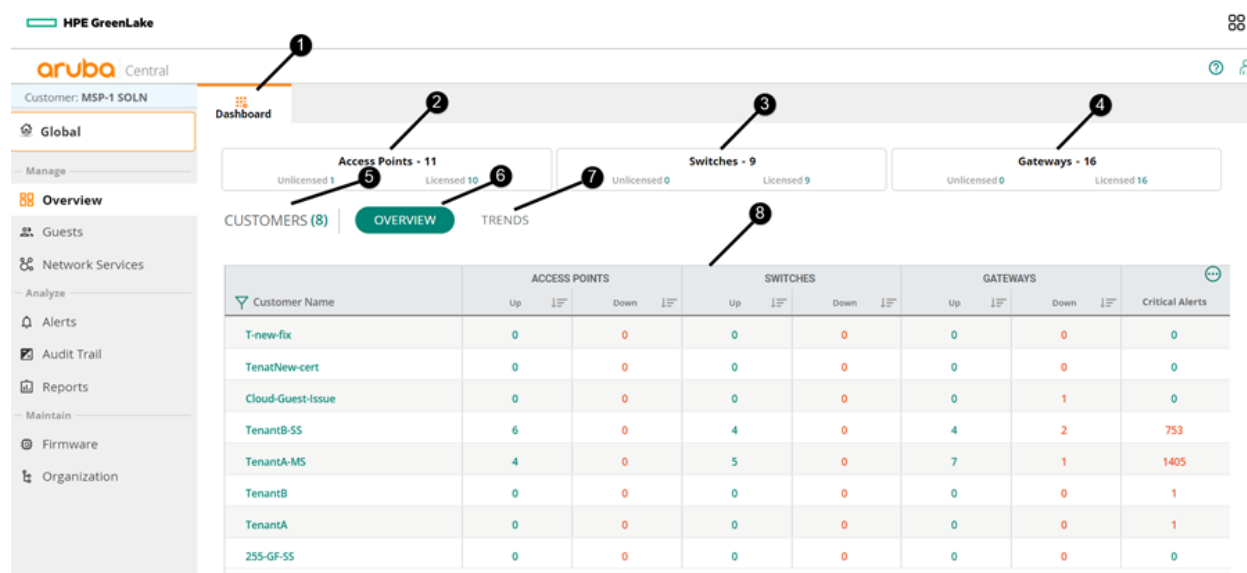 HPE GreenLake
1
aruba Central
Customer: MSP-1 SOLN
Dashboard
2
3
4
Global
Access Points - 11
Switches - 9
Gateways - 16
Unlicensed 1 Licensed 10
Unlicensed 0 Licensed 9
Unlicensed 0 Licensed 16
Manage
5
6
7
Overview
CUSTOMERS (8) OVERVIEW TRENDS
8
Guests
Network Services
Analyze
Alerts
Audit Trail
Reports
Maintain
Firmware
Organization
ACCESS POINTS SWITCHES GATEWAYS
Customer Name Up Down Up Down Up Down Critical Alerts
T-new-fix 0 0 0 0 0 0 0
TenatNew-cert 0 0 0 0 0 0 0
Cloud-Guest-Issue 0 0 0 0 0 1 0
TenantB-SS 6 0 4 0 4 2 753
TenantA-MS 4 0 5 0 7 1 1405
TenantB 0 0 0 0 0 0 1
TenantA 0 0 0 0 0 0 1
255-GF-SS 0 0 0 0 0 0 0